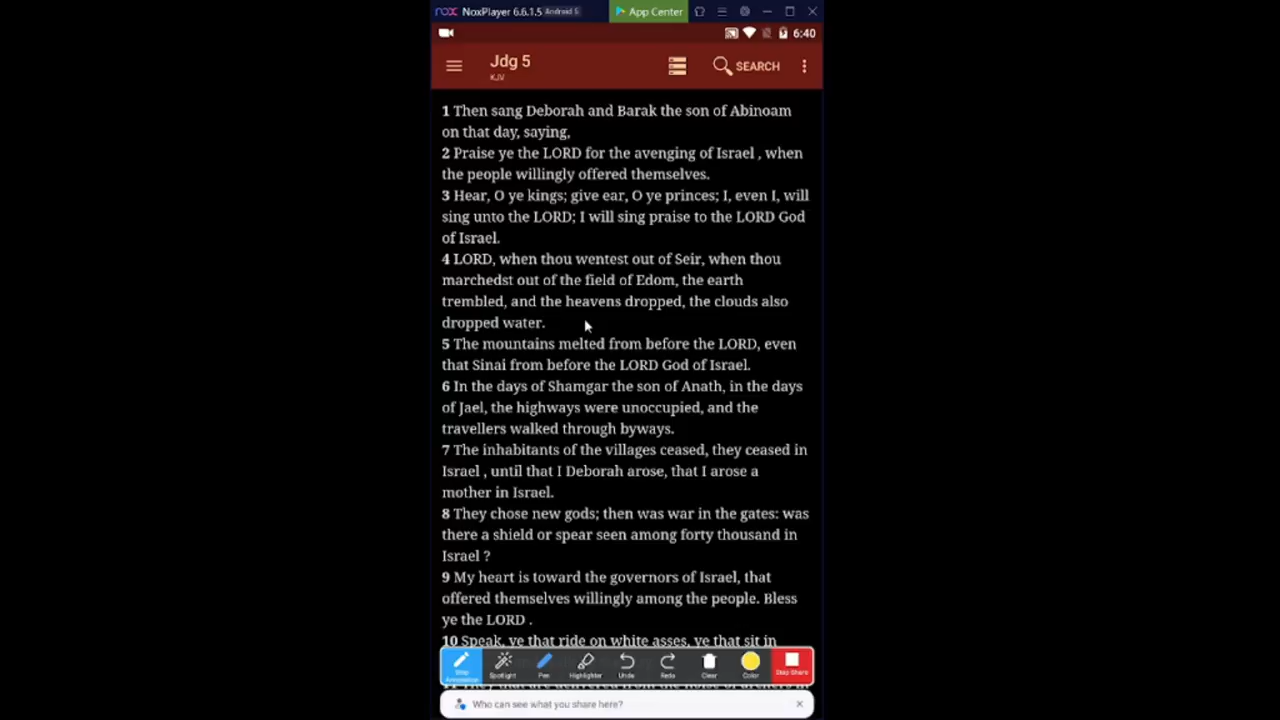 nox NoxPlayer 6.6.1.5 Android 5 App Center
6:40
Jdg 5
KJV
SEARCH
1 Then sang Deborah and Barak the son of Abinoam
on that day, saying,
2 Praise ye the LORD for the avenging of Israel , when
the people willingly offered themselves.
3 Hear, O ye kings; give ear, O ye princes; I, even I, will
sing unto the LORD; I will sing praise to the LORD God
of Israel.
4 LORD, when thou wentest out of Seir, when thou
marchedst out of the field of Edom, the earth
trembled, and the heavens dropped, the clouds also
dropped water.
5 The mountains melted from before the LORD, even
that Sinai from before the LORD God of Israel.
6 In the days of Shamgar the son of Anath, in the days
of Jael, the highways were unoccupied, and the
travellers walked through byways.
7 The inhabitants of the villages ceased, they ceased in
Israel , until that I Deborah arose, that I arose a
mother in Israel.
8 They chose new gods; then was war in the gates: was
there a shield or spear seen among forty thousand in
Israel ?
9 My heart is toward the governors of Israel, that
offered themselves willingly among the people. Bless
ye the LORD .
10 Speak, ye that ride on white asses, ye that sit in
Stop Annotation Spotlight Pen Highlighter Undo Redo Clear Color Stop Share
Who can see what you share here?